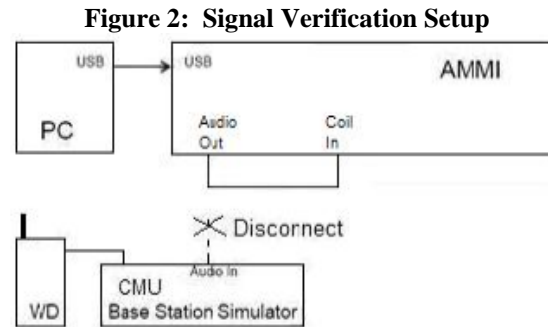 Figure 2:  Signal Verification Setup
USB
USB
AMMI
PC
Audio
Out
Coil
In
Disconnect
Audio In
CMU
WD
Base Station Simulator